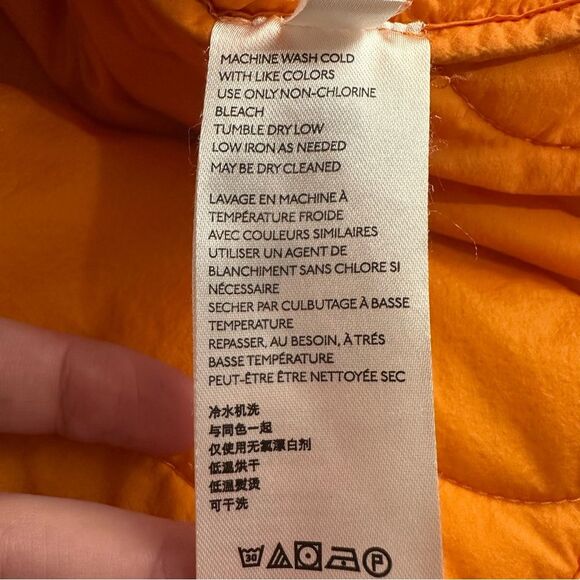 MACHINE WASH COLD
WITH LIKE COLORS
USE ONLY NON-CHLORINE
BLEACH
TUMBLE DRY LOW
LOW IRON AS NEEDED
MAY BE DRY CLEANED
LAVAGE EN MACHINE À
TEMPÉRATURE FROIDE
AVEC COULEURS SIMILAIRES
UTILISER UN AGENT DE
BLANCHIMENT SANS CHLORE SI
NÉCESSAIRE
SECHER PAR CULBUTAGE À BASSE
TEMPERATURE
REPASSER, AU BESOIN, À TRÉS
BASSE TEMPÉRATURE
PEUT-ÊTRE ÊTRE NETTOYÉE SEC
冷水机洗
与同色一起
仅使用无氯漂白剂
低温烘干
低温熨烫
可干洗
30 P